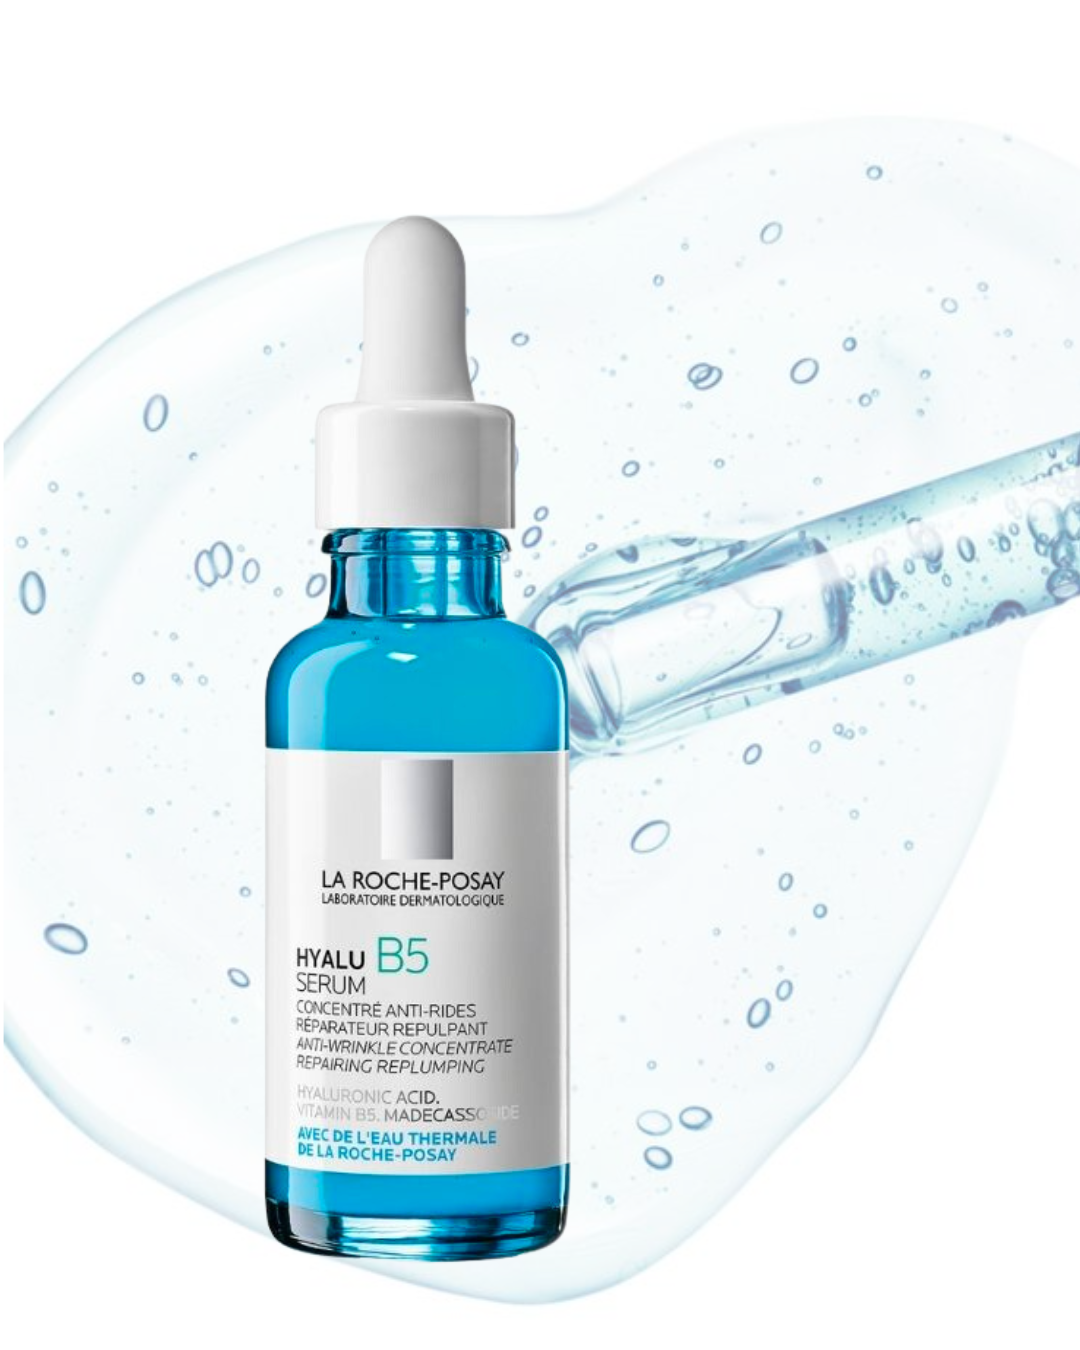 LA ROCHE-POSAY
LABORATOIRE DERMATOLOGIQUE
HYALU B5
SERUM
CONCENTRÉ ANTI-RIDES
RÉPARATEUR REPULPANT
ANTI-WRINKLE CONCENTRATE
REPAIRING REPLUMPING
HYALURONIC ACID.
VITAMIN B5. MADECASSOSIDE
AVEC DE L'EAU THERMALE
DE LA ROCHE-POSAY